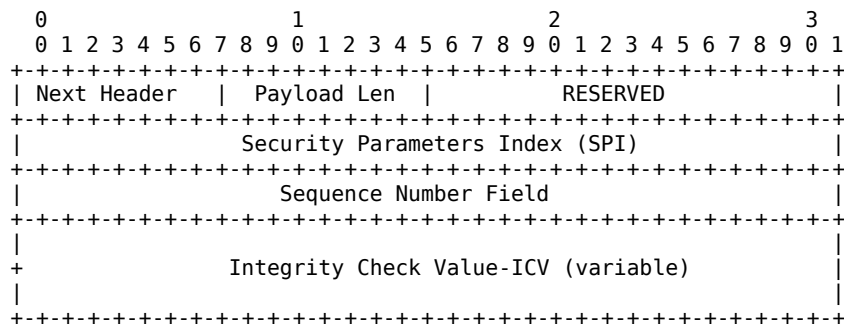 0                   1                   2                   3
 0 1 2 3 4 5 6 7 8 9 0 1 2 3 4 5 6 7 8 9 0 1 2 3 4 5 6 7 8 9 0 1
+-+-+-+-+-+-+-+-+-+-+-+-+-+-+-+-+-+-+-+-+-+-+-+-+-+-+-+-+-+-+-+-+
| Next Header   |  Payload Len  |          RESERVED             |
+-+-+-+-+-+-+-+-+-+-+-+-+-+-+-+-+-+-+-+-+-+-+-+-+-+-+-+-+-+-+-+-+
|                 Security Parameters Index (SPI)               |
+-+-+-+-+-+-+-+-+-+-+-+-+-+-+-+-+-+-+-+-+-+-+-+-+-+-+-+-+-+-+-+-+
|                    Sequence Number Field                      |
+-+-+-+-+-+-+-+-+-+-+-+-+-+-+-+-+-+-+-+-+-+-+-+-+-+-+-+-+-+-+-+-+
|                                                               |
+                Integrity Check Value-ICV (variable)           |
|                                                               |
+-+-+-+-+-+-+-+-+-+-+-+-+-+-+-+-+-+-+-+-+-+-+-+-+-+-+-+-+-+-+-+-+